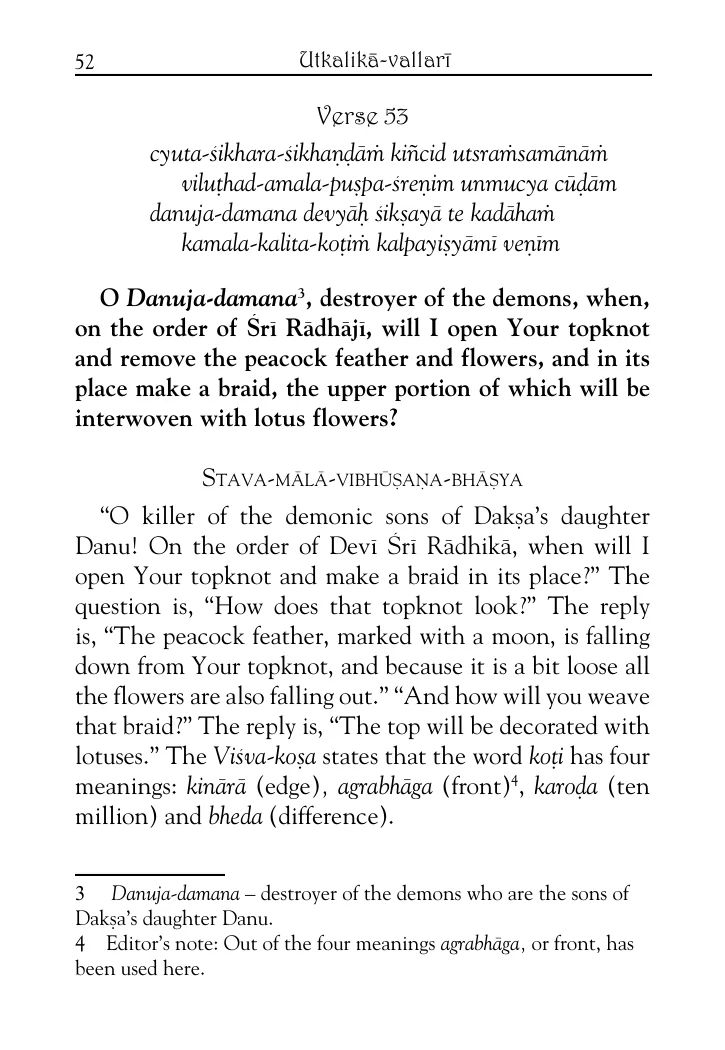 52
Utkalikā-vallarī
Verse 53
cyuta-śikhara-śikhaṇḍāṁ kiñcid utsraṁsamānāṁ
viluṭhad-amala-puṣpa-śreṇim unmucya cūḍām
danuja-damana devyāḥ śikṣayā te kadāhaṁ
kamala-kalita-koṭiṁ kalpayiṣyāmī veṇīm
O Danuja-damana³, destroyer of the demons, when,
on the order of Śrī Rādhājī, will I open Your topknot
and remove the peacock feather and flowers, and in its
place make a braid, the upper portion of which will be
interwoven with lotus flowers?
Stava-mālā-vibhūṣaṇa-bhāṣya
“O killer of the demonic sons of Dakṣa’s daughter
Danu! On the order of Devī Śrī Rādhikā, when will I
open Your topknot and make a braid in its place?” The
question is, “How does that topknot look?” The reply
is, “The peacock feather, marked with a moon, is falling
down from Your topknot, and because it is a bit loose all
the flowers are also falling out.” “And how will you weave
that braid?” The reply is, “The top will be decorated with
lotuses.” The Viśva-koṣa states that the word koṭi has four
meanings: kinārā (edge), agrabhāga (front)⁴, karoḍa (ten
million) and bheda (difference).
3 Danuja-damana – destroyer of the demons who are the sons of
Dakṣa’s daughter Danu.
4 Editor’s note: Out of the four meanings agrabhāga, or front, has
been used here.